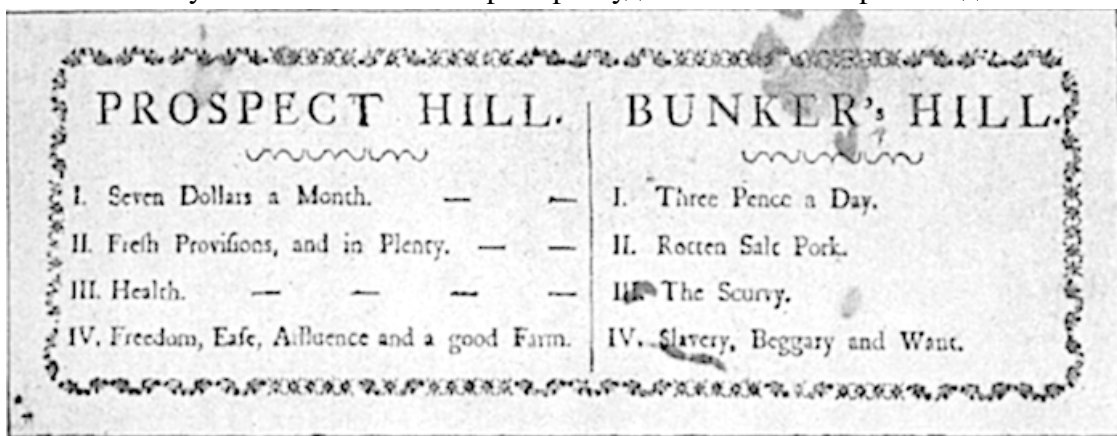 PROSPECT HILL.
I. Seven Dollars a Month. — —
II. Freſh Proviſions, and in Plenty. — —
III. Health. — — — —
IV. Freedom, Eaſe, Affluence and a good Farm.
BUNKER's HILL.
I. Three Pence a Day.
II. Rotten Salt Pork.
III. The Scurvy.
IV. Slavery, Beggary and Want.